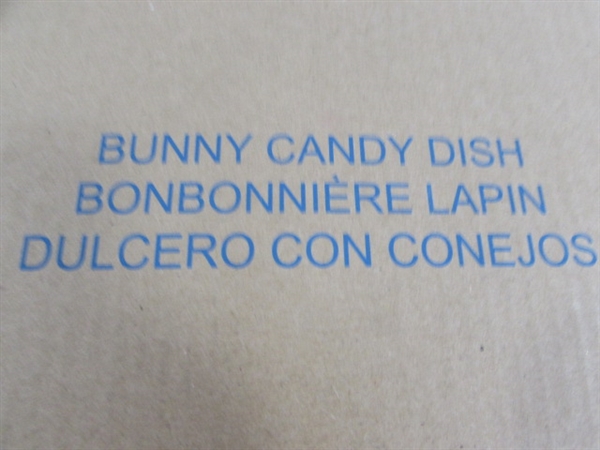 BUNNY CANDY DISH
BONBONNIÈRE LAPIN
DULCERO CON CONEJOS